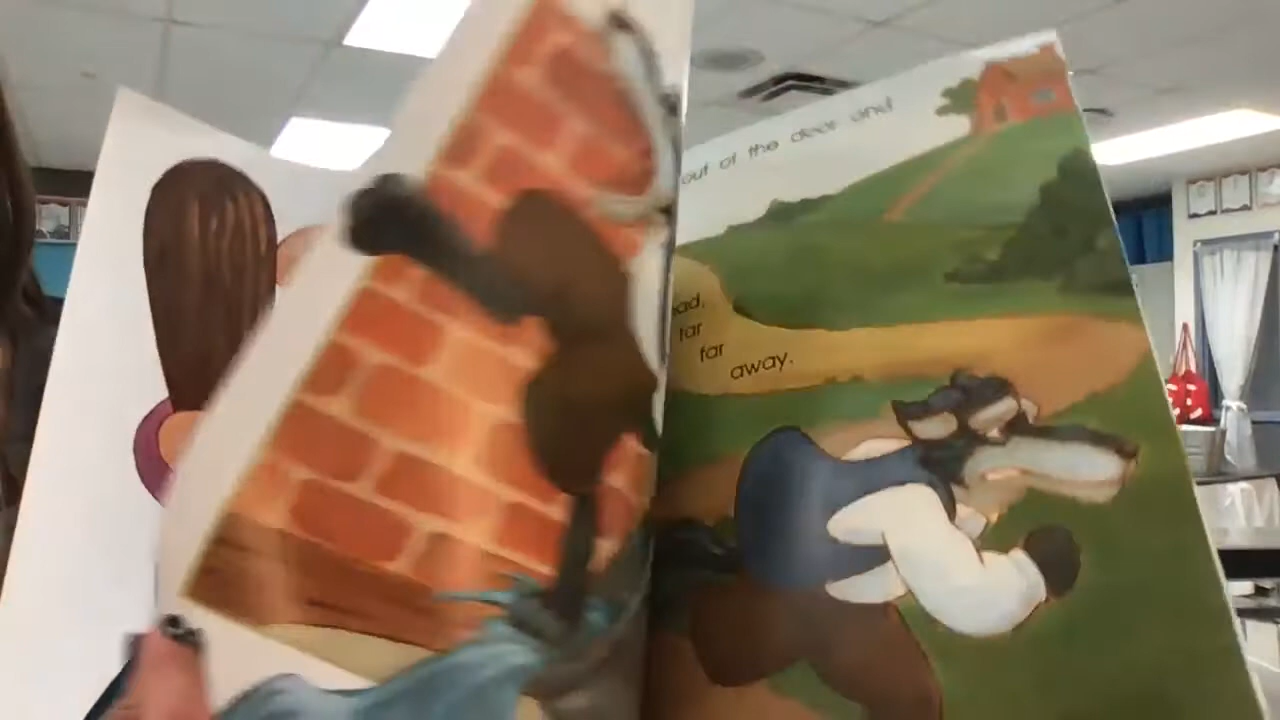 out of the door and
far
far
away.